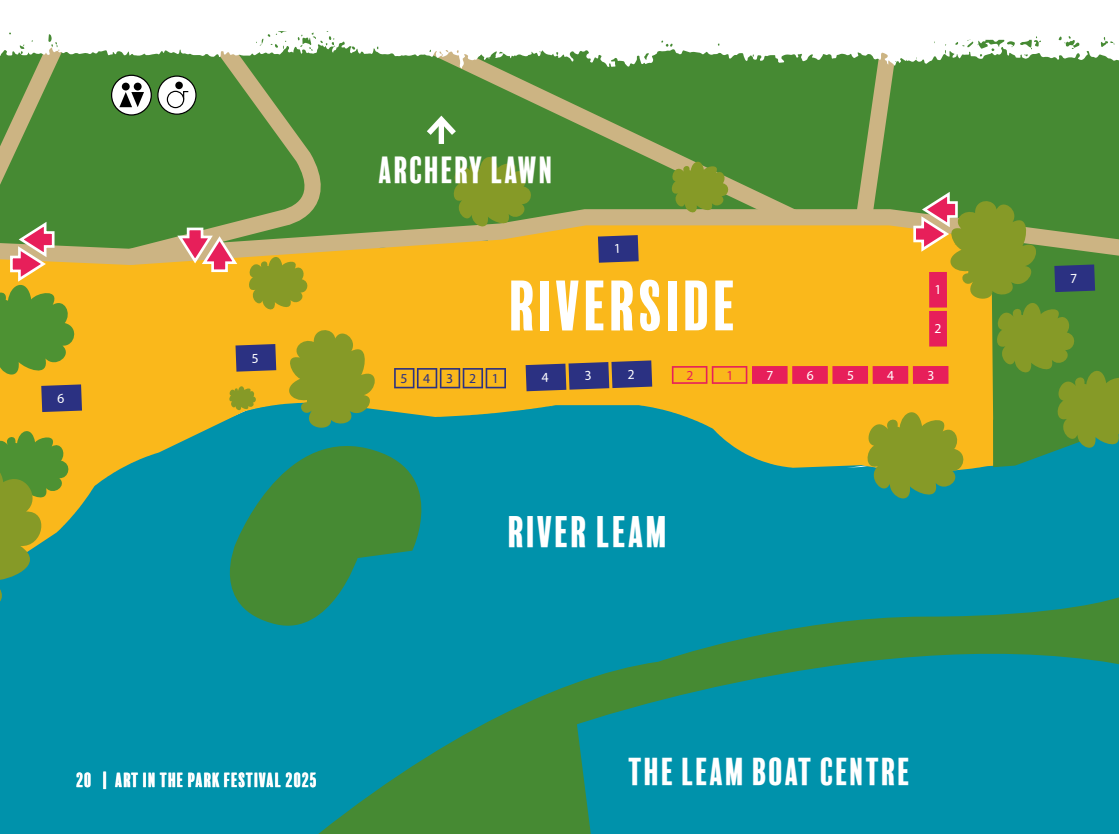 ARCHERY LAWN
1
7
RIVERSIDE
1
2
5
5 4 3 2 1
4 3 2
2 1 7 6 5 4 3
6
RIVER LEAM
THE LEAM BOAT CENTRE
20 | ART IN THE PARK FESTIVAL 2025